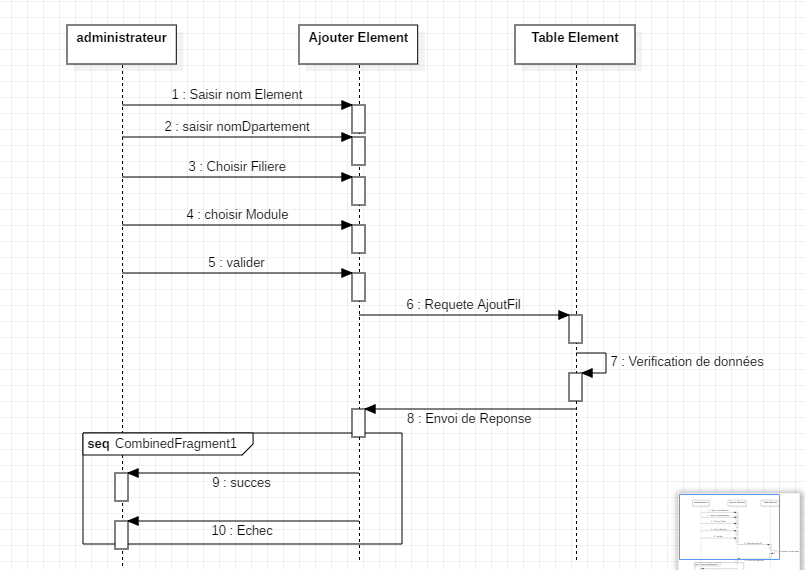 administrateur
Ajouter Element
Table Element
1 : Saisir nom Element
2 : saisir nomDpartement
3 : Choisir Filiere
4 : choisir Module
5 : valider
6 : Requete AjoutFil
7 : Verification de données
8 : Envoi de Reponse
seq CombinedFragment1
9 : succes
10 : Echec